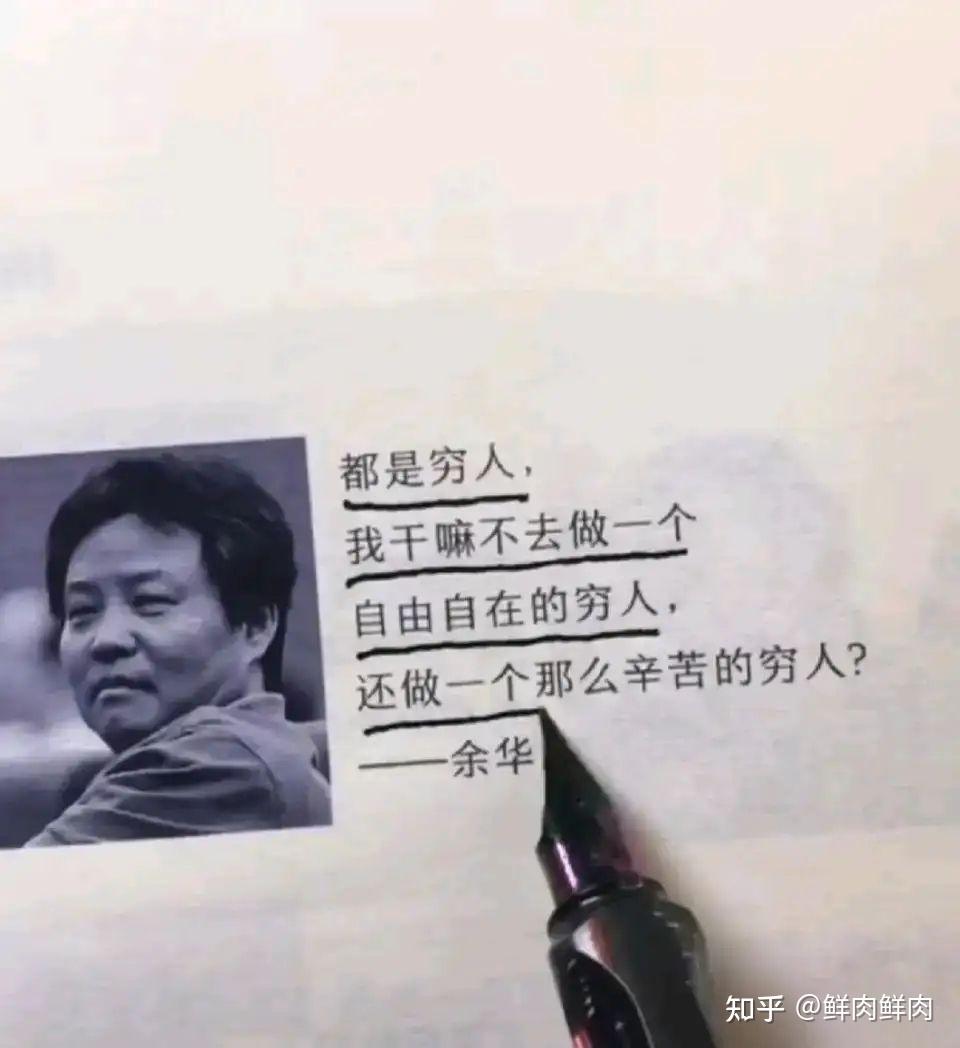 都是穷人，
我干嘛不去做一个
自由自在的穷人，
还做一个那么辛苦的穷人？
——余华
知乎 @鲜肉鲜肉